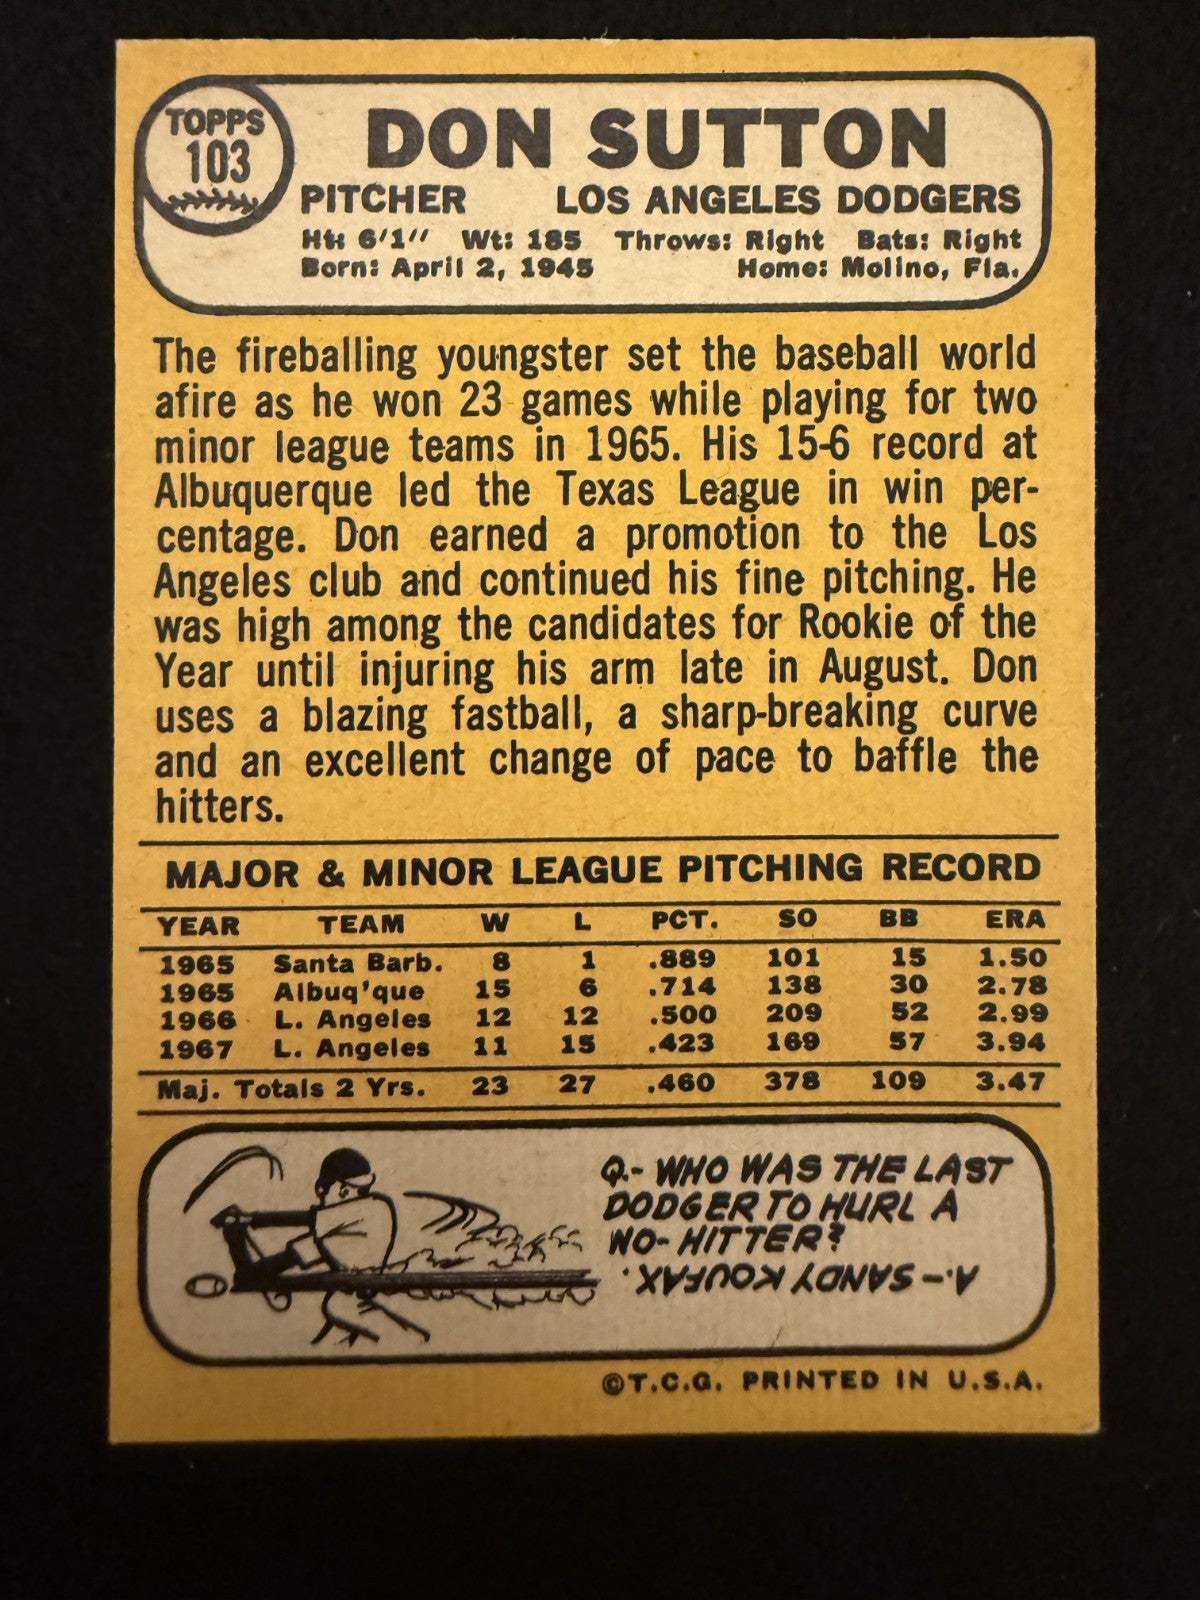 TOPPS
103
DON SUTTON
PITCHER LOS ANGELES DODGERS
Ht: 6'1" Wt: 185 Throws: Right Bats: Right
Born: April 2, 1945 Home: Molino, Fla.
The fireballing youngster set the baseball world
afire as he won 23 games while playing for two
minor league teams in 1965. His 15-6 record at
Albuquerque led the Texas League in win per-
centage. Don earned a promotion to the Los
Angeles club and continued his fine pitching. He
was high among the candidates for Rookie of the
Year until injuring his arm late in August. Don
uses a blazing fastball, a sharp-breaking curve
and an excellent change of pace to baffle the
hitters.
MAJOR & MINOR LEAGUE PITCHING RECORD
YEAR TEAM W L PCT. SO BB ERA
1965 Santa Barb. 8 1 .889 101 15 1.50
1965 Albuq'que 15 6 .714 138 30 2.78
1966 L. Angeles 12 12 .500 209 52 2.99
1967 L. Angeles 11 15 .423 169 57 3.94
Maj. Totals 2 Yrs. 23 27 .460 378 109 3.47
Q.- WHO WAS THE LAST
DODGER TO HURL A
NO-HITTER?
A.- SANDY KOUFAX.
©T.C.G. PRINTED IN U.S.A.